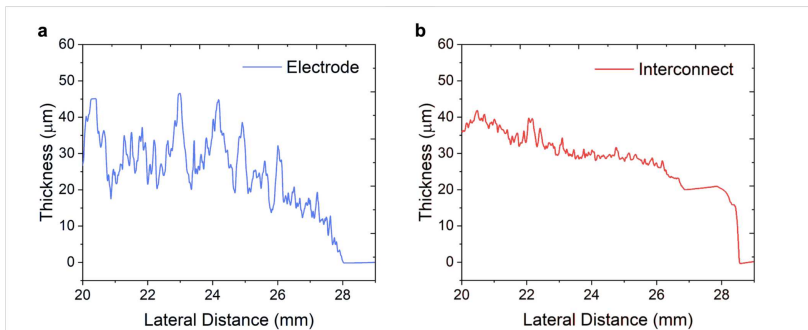 a
60
50
40
30
20
10
0
Thickness (μm)
Electrode
20 22 24 26 28
Lateral Distance (mm)
b
60
50
40
30
20
10
0
Thickness (μm)
Interconnect
20 22 24 26 28
Lateral Distance (mm)